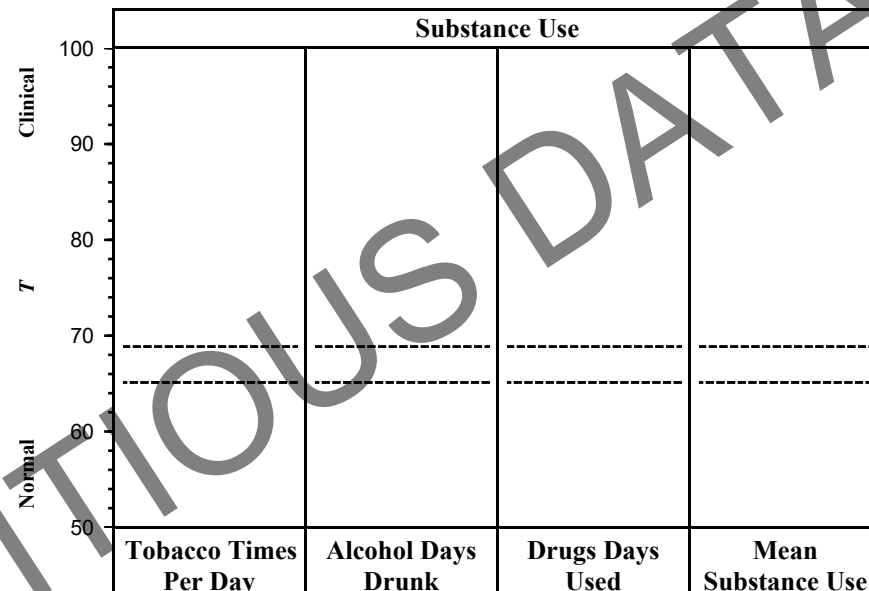 Substance Use
100
Clinical
90
80
T
70
60
Normal
50
Tobacco Times
Per Day
Alcohol Days
Drunk
Drugs Days
Used
Mean
Substance Use
ITIOUS DATA